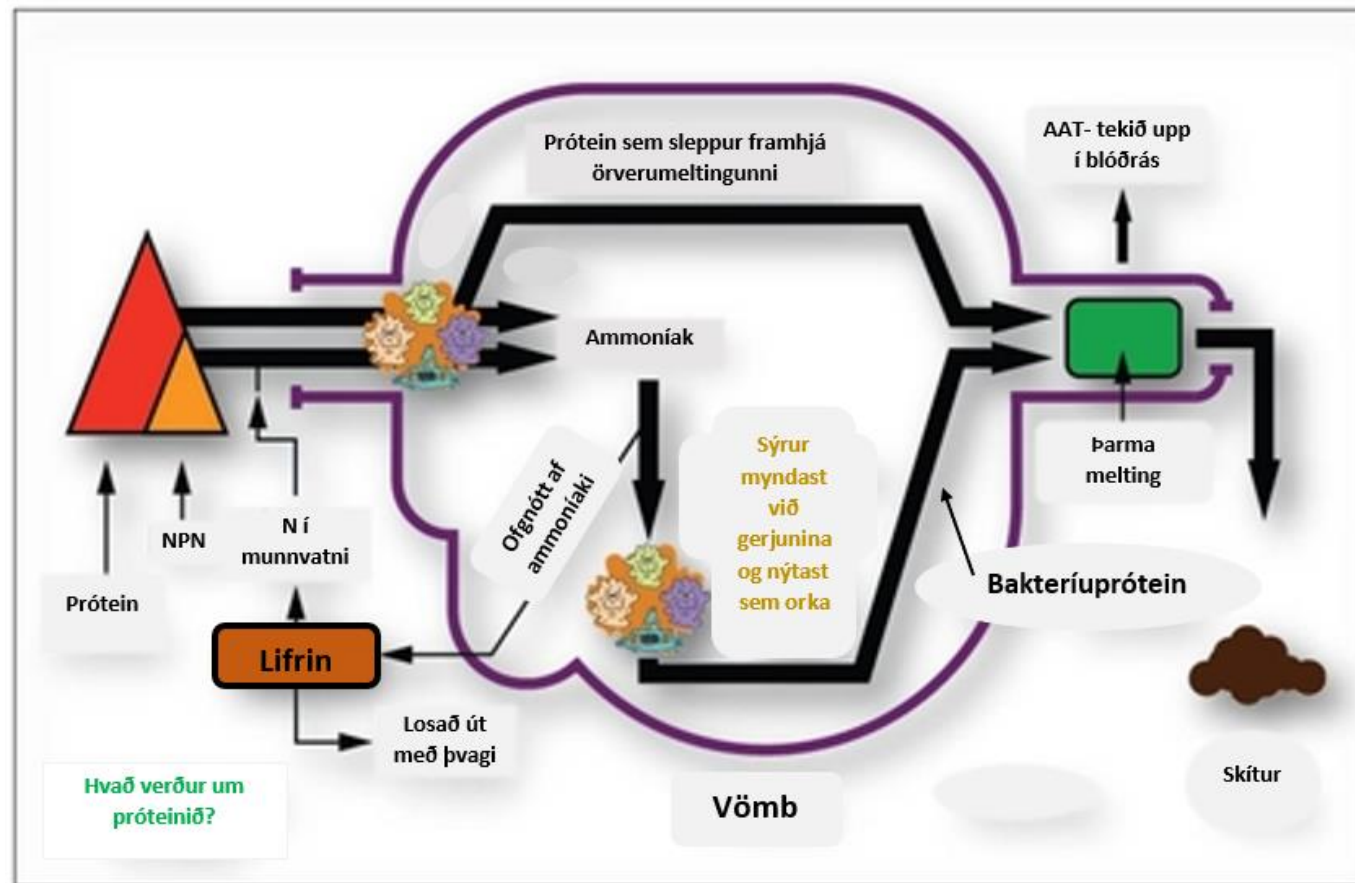 Prótein sem sleppur framhjá
örverumeltingunni
AAT- tekið upp
í blóðrás
Ammoníak
Ofgnótt af
ammoníaki
Sýrur
myndast
við
gerjunina
og nýtast
sem orka
Þarma
melting
Bakteríuprótein
NPN
N í
munnvatni
Prótein
Lifrin
Losað út
með þvagi
Hvað verður um
próteinið?
Vömb
Skítur